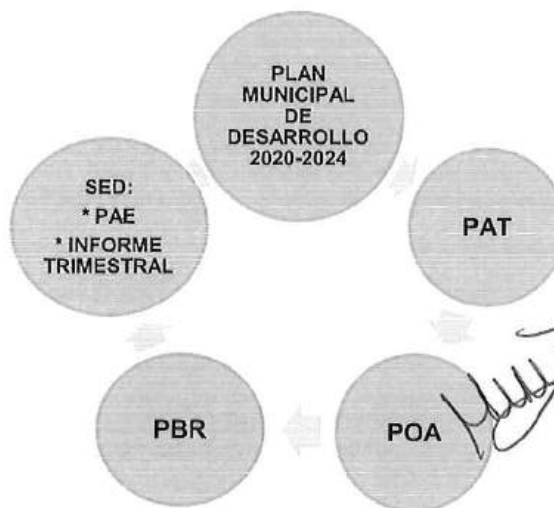 PLAN
MUNICIPAL
DE
DESARROLLO
2020-2024
PAT
POA
PBR
SED:
* PAE
* INFORME
TRIMESTRAL